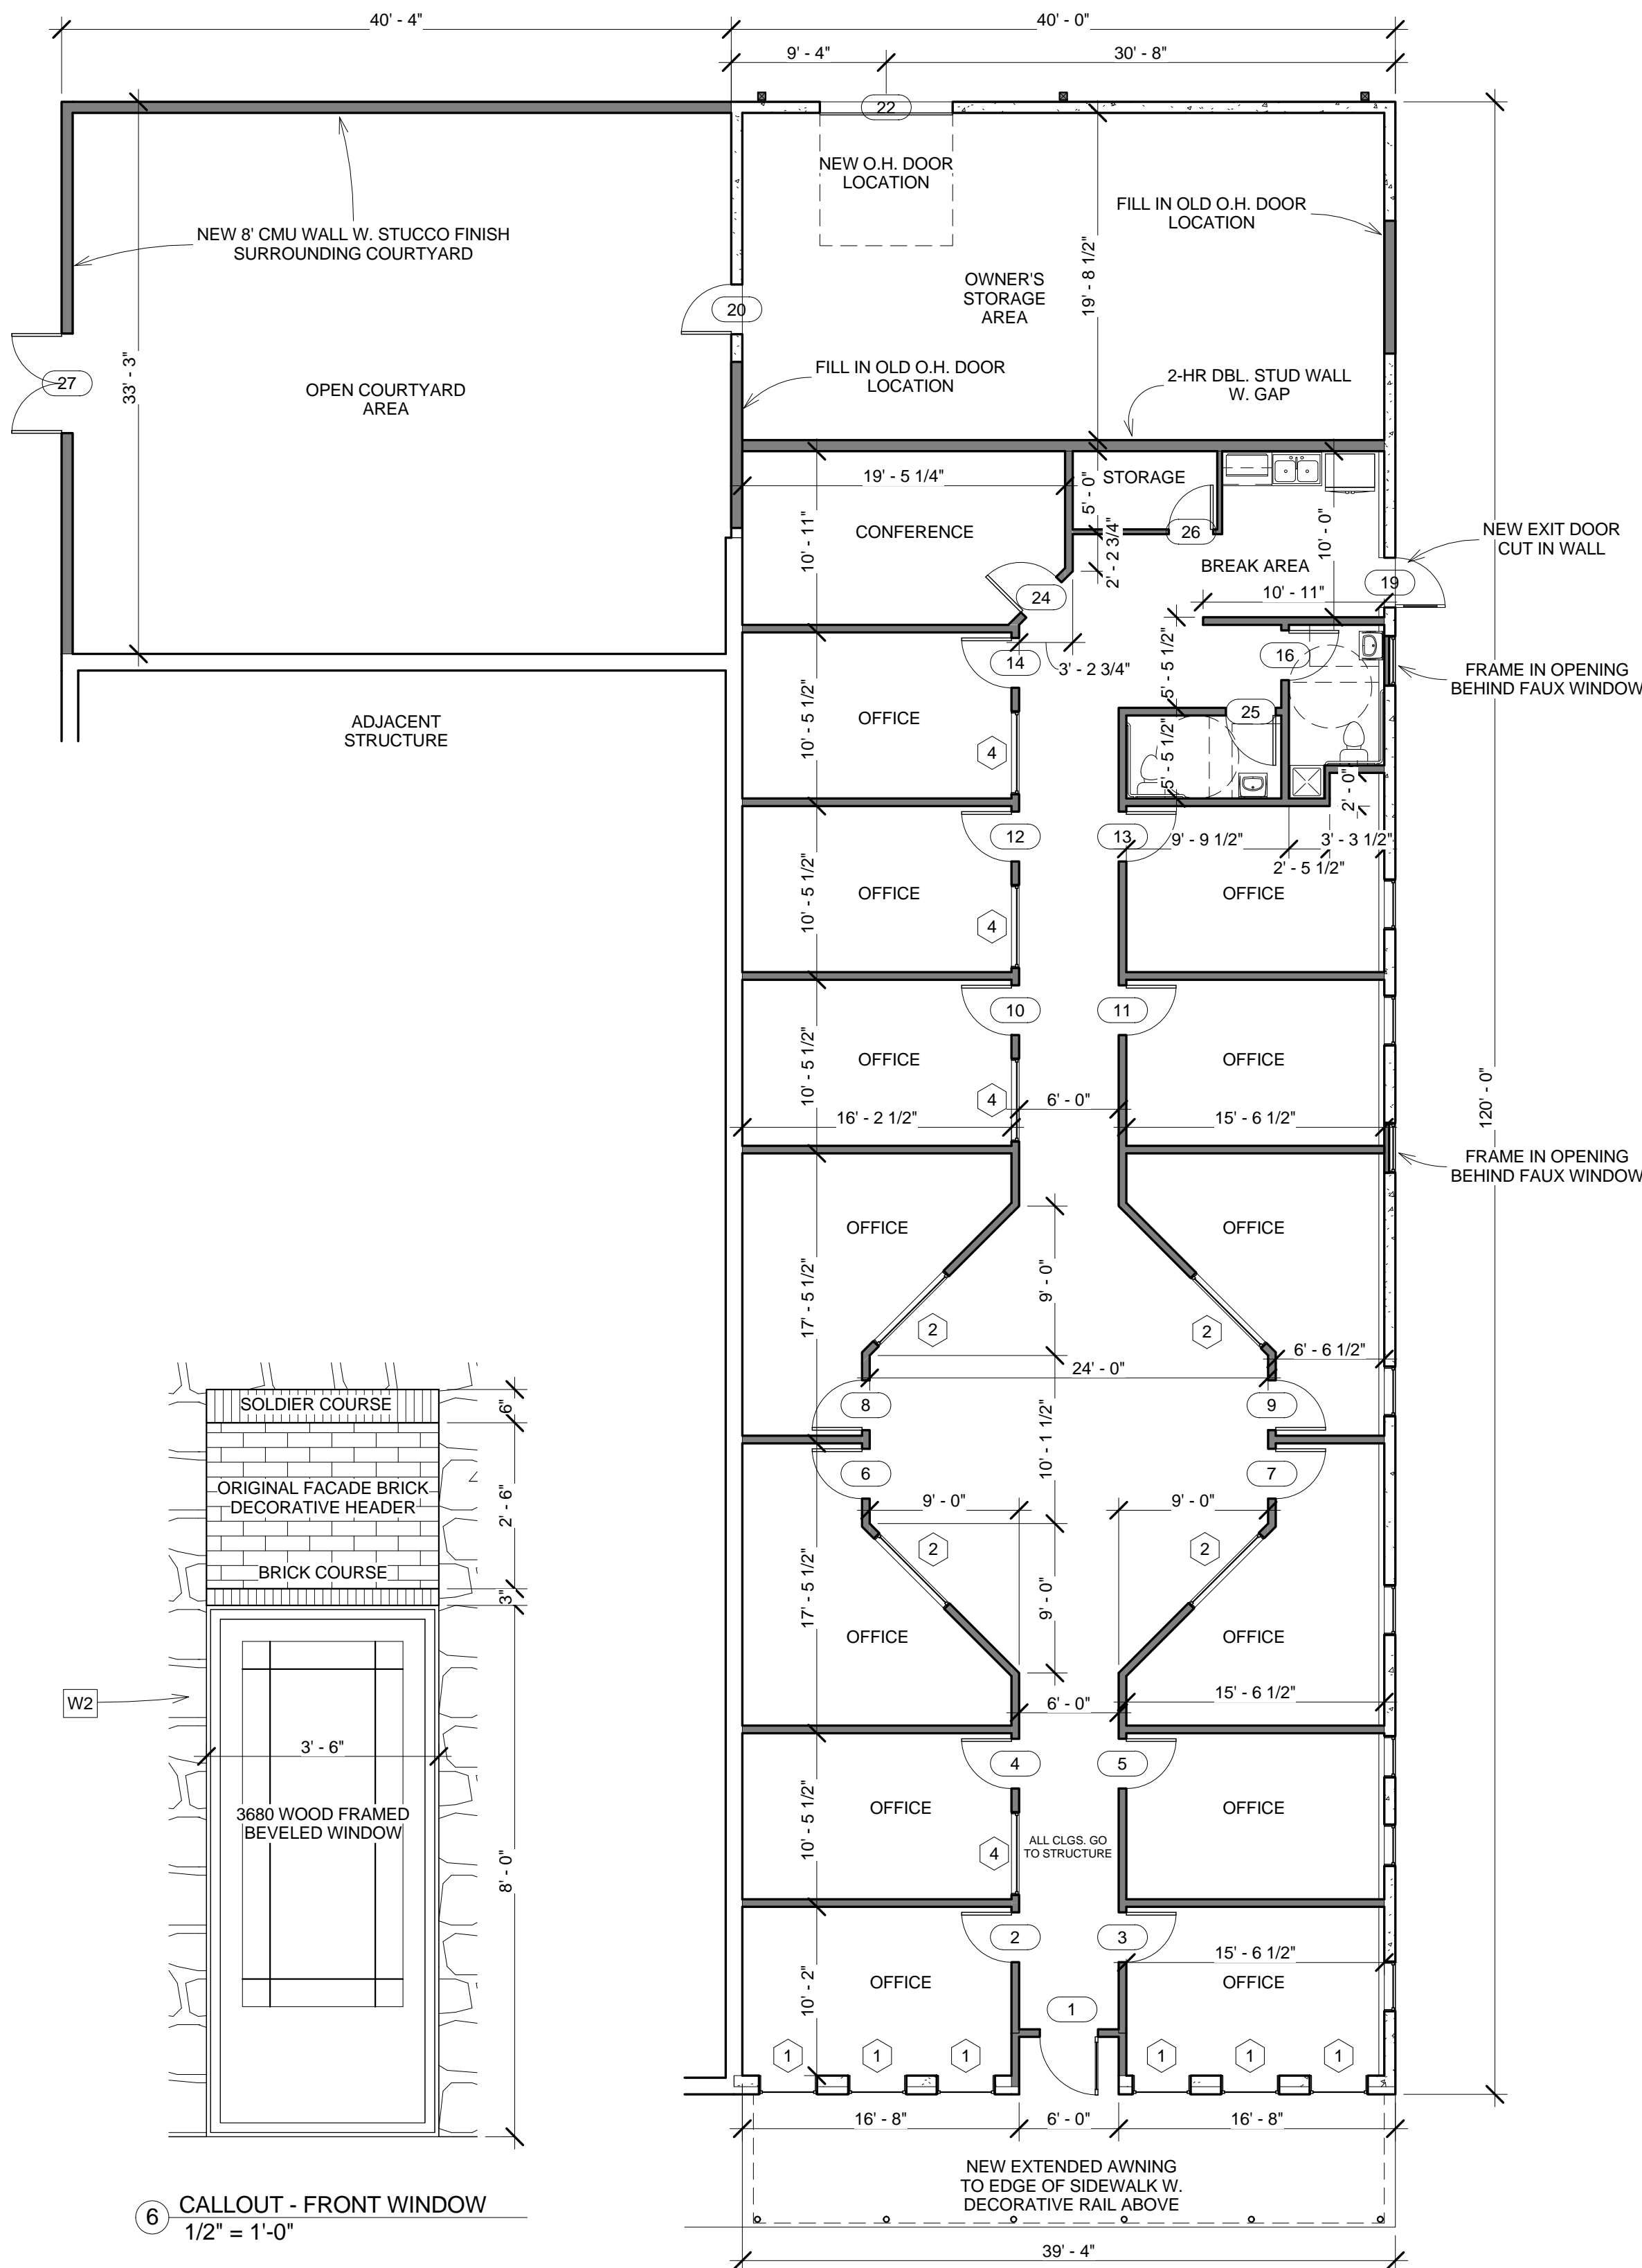 40' - 4"
40' - 0"
9' - 4"
30' - 8"
22
NEW O.H. DOOR
LOCATION
FILL IN OLD O.H. DOOR
LOCATION
NEW 8' CMU WALL W. STUCCO FINISH
SURROUNDING COURTYARD
19' - 8 1/2"
OWNER'S
STORAGE
AREA
20
33' - 3"
27
OPEN COURTYARD
AREA
FILL IN OLD O.H. DOOR
LOCATION
2-HR DBL. STUD WALL
W. GAP
19' - 5 1/4"
STORAGE
5' - 0"
10' - 11"
CONFERENCE
26
2' - 2 3/4"
10' - 0"
NEW EXIT DOOR
CUT IN WALL
BREAK AREA
19
24
10' - 11"
14
3' - 2 3/4"
5' - 5 1/2"
16
FRAME IN OPENING
BEHIND FAUX WINDOW
ADJACENT
STRUCTURE
10' - 5 1/2"
OFFICE
4
25
5' - 5 1/2"
2' - 0"
12
13
9' - 9 1/2"
3' - 3 1/2"
2' - 5 1/2"
10' - 5 1/2"
OFFICE
OFFICE
4
10
11
10' - 5 1/2"
OFFICE
OFFICE
4
6' - 0"
16' - 2 1/2"
15' - 6 1/2"
120' - 0"
FRAME IN OPENING
BEHIND FAUX WINDOW
OFFICE
OFFICE
17' - 5 1/2"
9' - 0"
2
2
6' - 6 1/2"
24' - 0"
8
9
10' - 1 1/2"
6
7
9' - 0"
9' - 0"
2
2
17' - 5 1/2"
9' - 0"
OFFICE
OFFICE
6' - 0"
15' - 6 1/2"
4
5
10' - 5 1/2"
OFFICE
OFFICE
ALL CLGS. GO
TO STRUCTURE
4
2
3
15' - 6 1/2"
10' - 2"
OFFICE
OFFICE
1
1
1
1
1
1
1
16' - 8"
6' - 0"
16' - 8"
NEW EXTENDED AWNING
TO EDGE OF SIDEWALK W.
DECORATIVE RAIL ABOVE
39' - 4"
SOLDIER COURSE
6"
ORIGINAL FACADE BRICK
DECORATIVE HEADER
2' - 6"
BRICK COURSE
3"
W2
3' - 6"
3680 WOOD FRAMED
BEVELED WINDOW
8' - 0"
6
CALLOUT - FRONT WINDOW
1/2" = 1'-0"